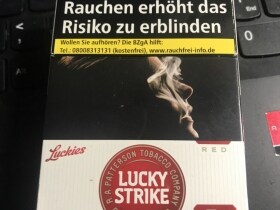 Rauchen erhöht das
Risiko zu erblinden
Wollen Sie aufhören? Die BZgA hilft:
Tel.: 08008313131 (kostenfrei), www.rauchfrei-info.de
Luckies
RED
R.A. PATTERSON TOBACCO COMPANY
LUCKY
STRIKE